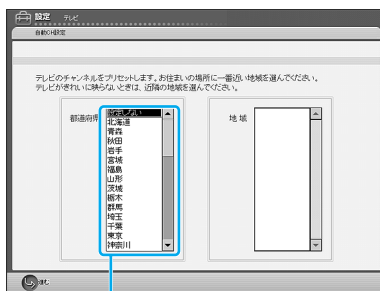 設定 テレビ
自動CH設定
テレビのチャンネルをプリセットします。お住まいの場所に一番近い地域を選んでください。
テレビがきれいに映らないときは、近隣の地域を選んでください。
都道府県
設定しない
北海道
青森
秋田
岩手
宮城
福島
山形
茨城
栃木
群馬
埼玉
千葉
東京
神奈川
地域
進む